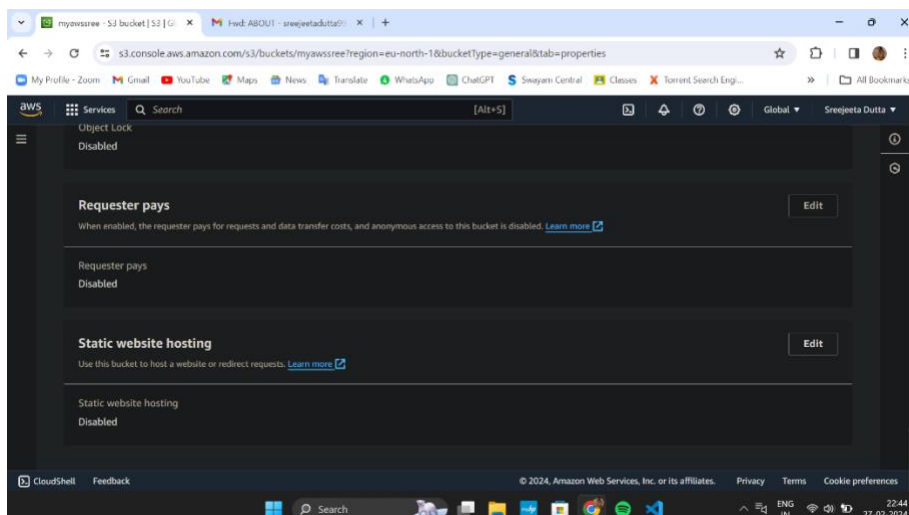 myawssree - S3 bucket | S3 | Gl
Fwd: ABOUT - sreejeetadutta95
s3.console.aws.amazon.com/s3/buckets/myawssree?region=eu-north-1&bucketType=general&tab=properties
My Profile - Zoom Gmail YouTube Maps News Translate WhatsApp ChatGPT Swayam Central Classes Torrent Search Engi... » All Bookmarks
aws Services Search [Alt+S] Global Sreejeeta Dutta
Object Lock
Disabled
Requester pays Edit
When enabled, the requester pays for requests and data transfer costs, and anonymous access to this bucket is disabled. Learn more
Requester pays
Disabled
Static website hosting Edit
Use this bucket to host a website or redirect requests. Learn more
Static website hosting
Disabled
CloudShell Feedback © 2024, Amazon Web Services, Inc. or its affiliates. Privacy Terms Cookie preferences
Search ENG 22:44
IN 27-02-2024